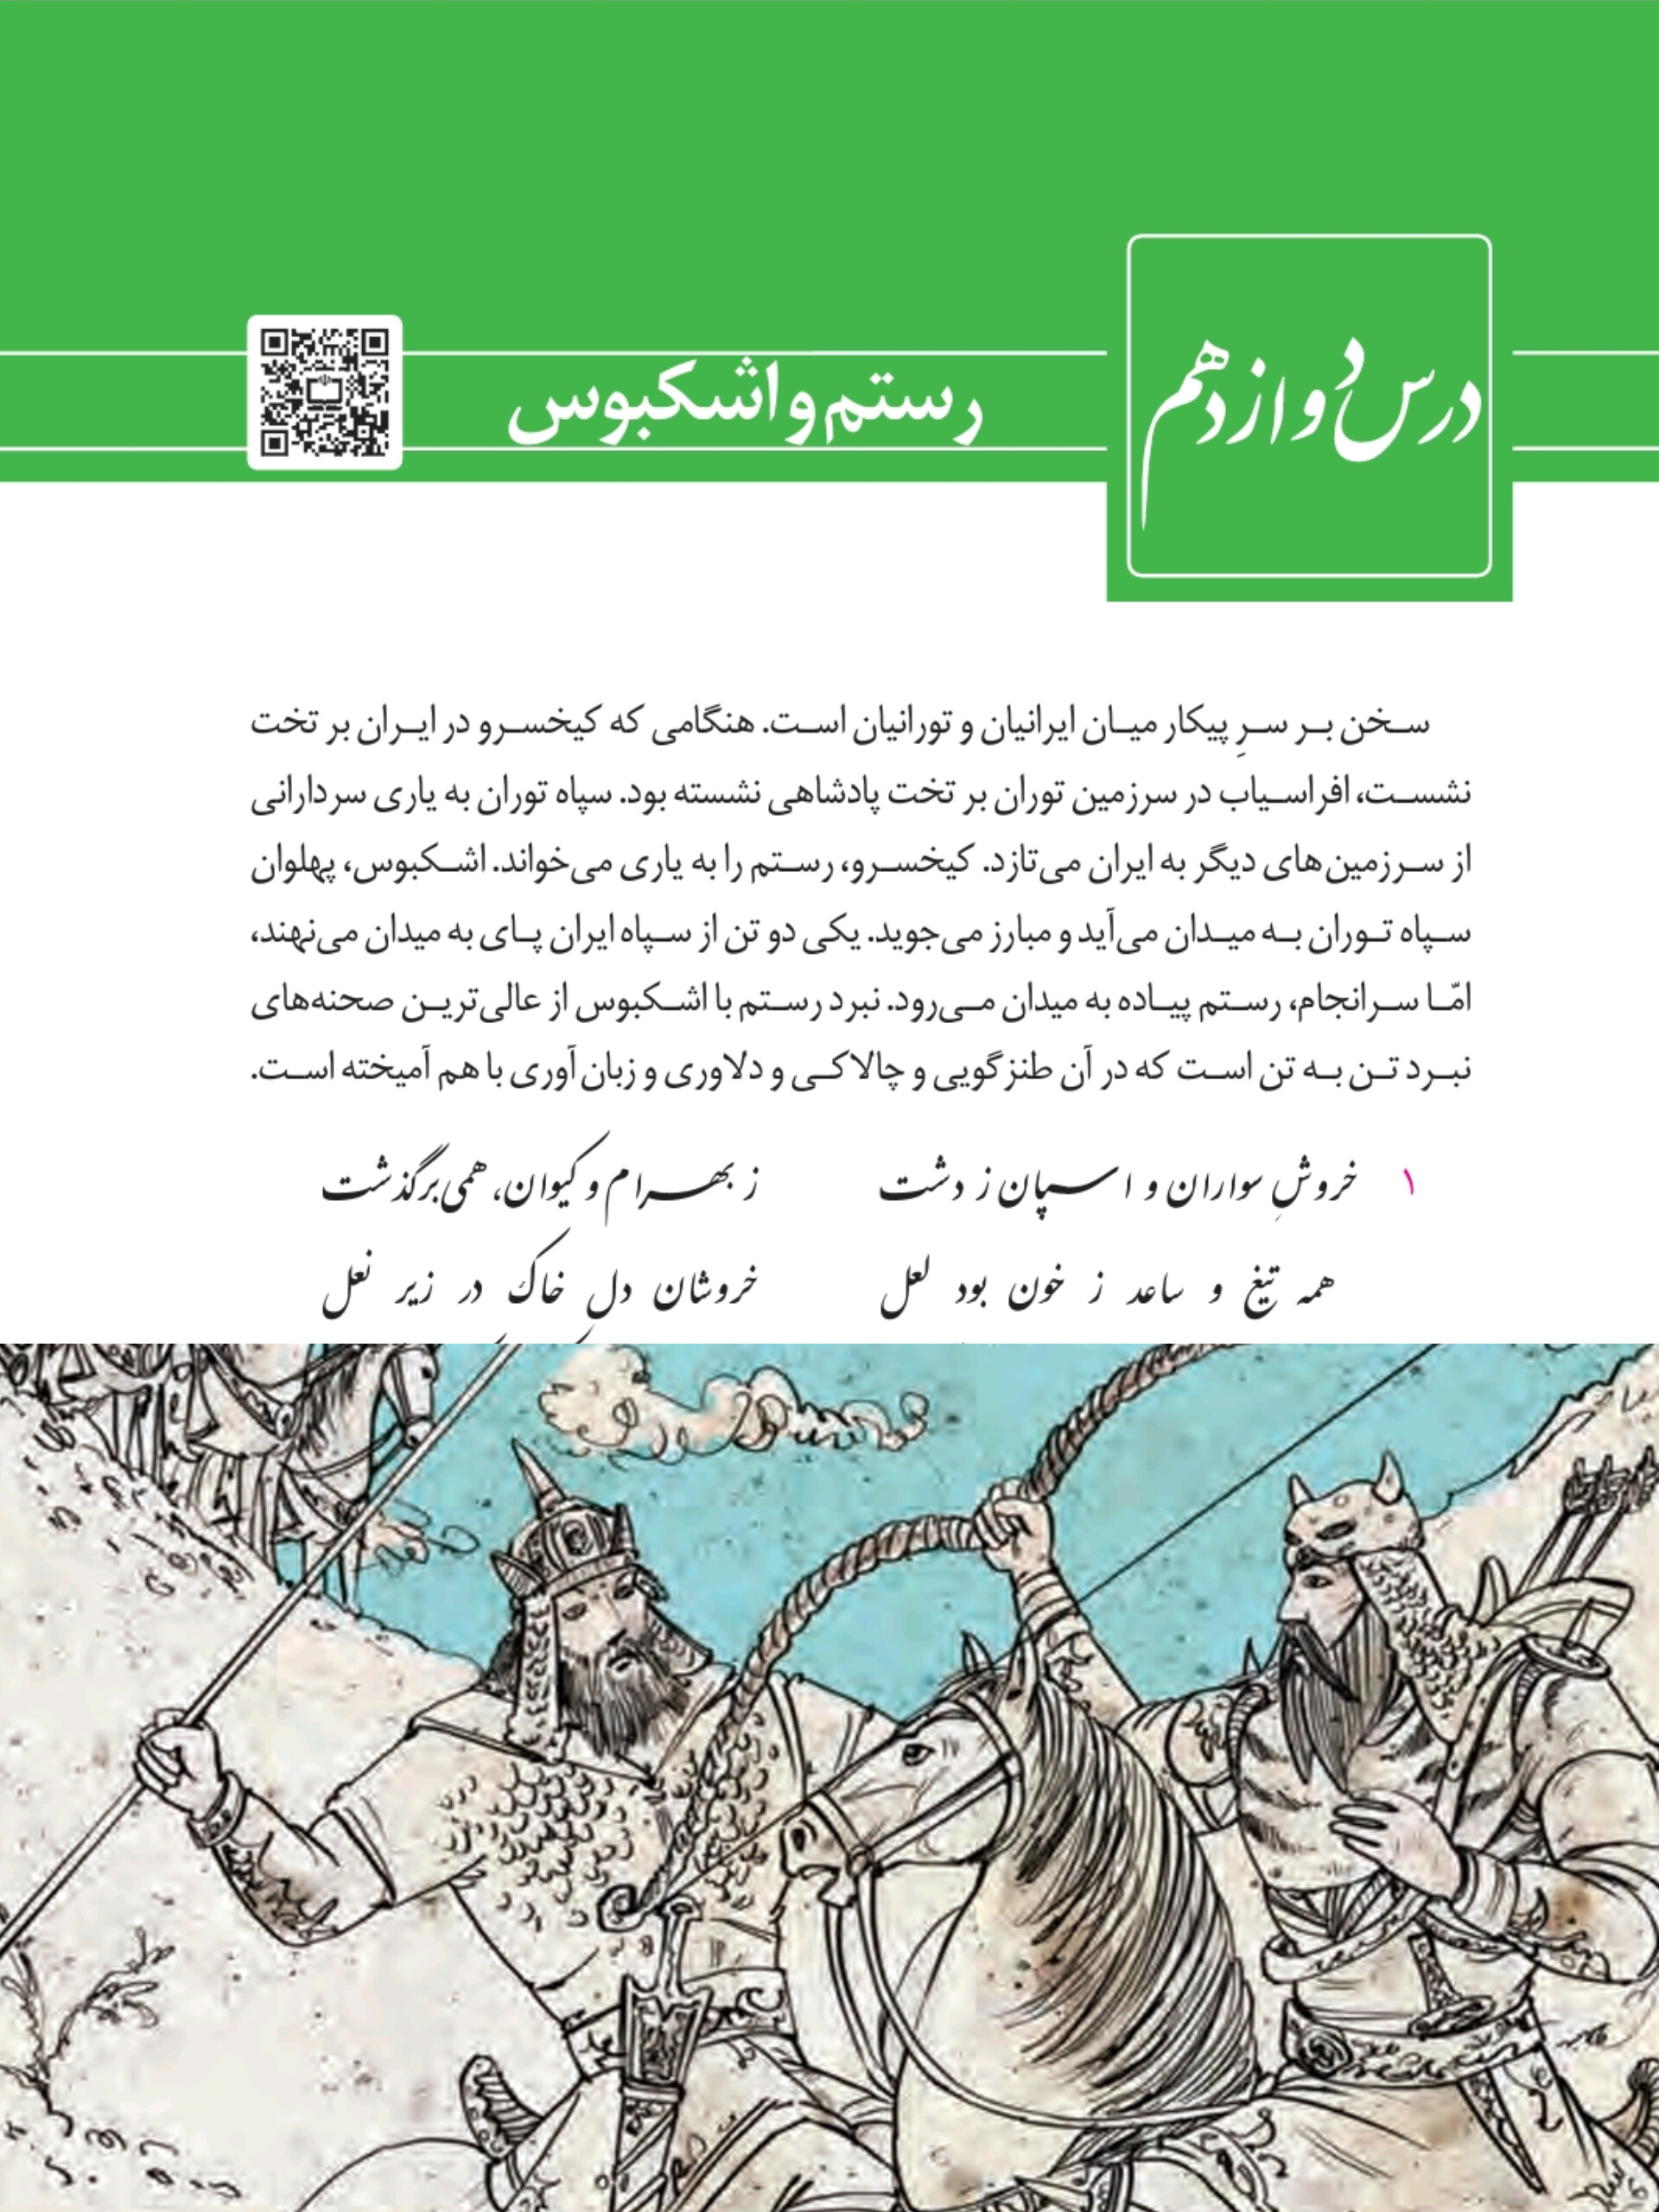 درس دوازدهم
رستم و اشکبوس
سخن بر سرِ پیکار میان ایرانیان و تورانیان است. هنگامی که کیخسرو در ایران بر تخت
نشست، افراسیاب در سرزمین توران بر تخت پادشاهی نشسته بود. سپاه توران به یاری سردارانی
از سرزمین‌های دیگر به ایران می‌تازد. کیخسرو، رستم را به یاری می‌خواند. اشکبوس، پهلوان
سپاه توران به میدان می‌آید و مبارز می‌جوید. یکی دو تن از سپاه ایران پای به میدان می‌نهند،
امّا سرانجام، رستم پیاده به میدان می‌رود. نبرد رستم با اشکبوس از عالی‌ترین صحنه‌های
نبرد تن به تن است که در آن طنزگویی و چالاکی و دلاوری و زبان‌آوری با هم آمیخته است.
۱ خروشِ سواران و اسپان ز دشت ز بهرام و کیوان، همی‌برگذشت
همه تیغ و ساعد ز خون بود لعل خروشان دل خاک در زیر نعل